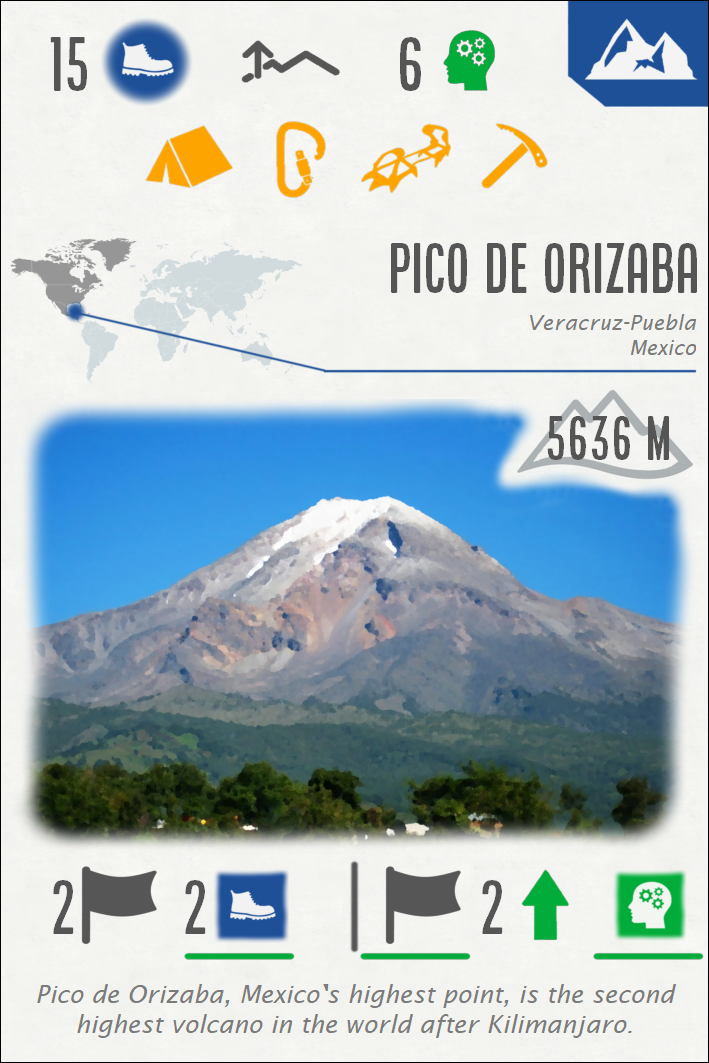 15 6
PICO DE ORIZABA
Veracruz-Puebla
Mexico
5636 M
2 2 2
Pico de Orizaba, Mexico's highest point, is the second
highest volcano in the world after Kilimanjaro.